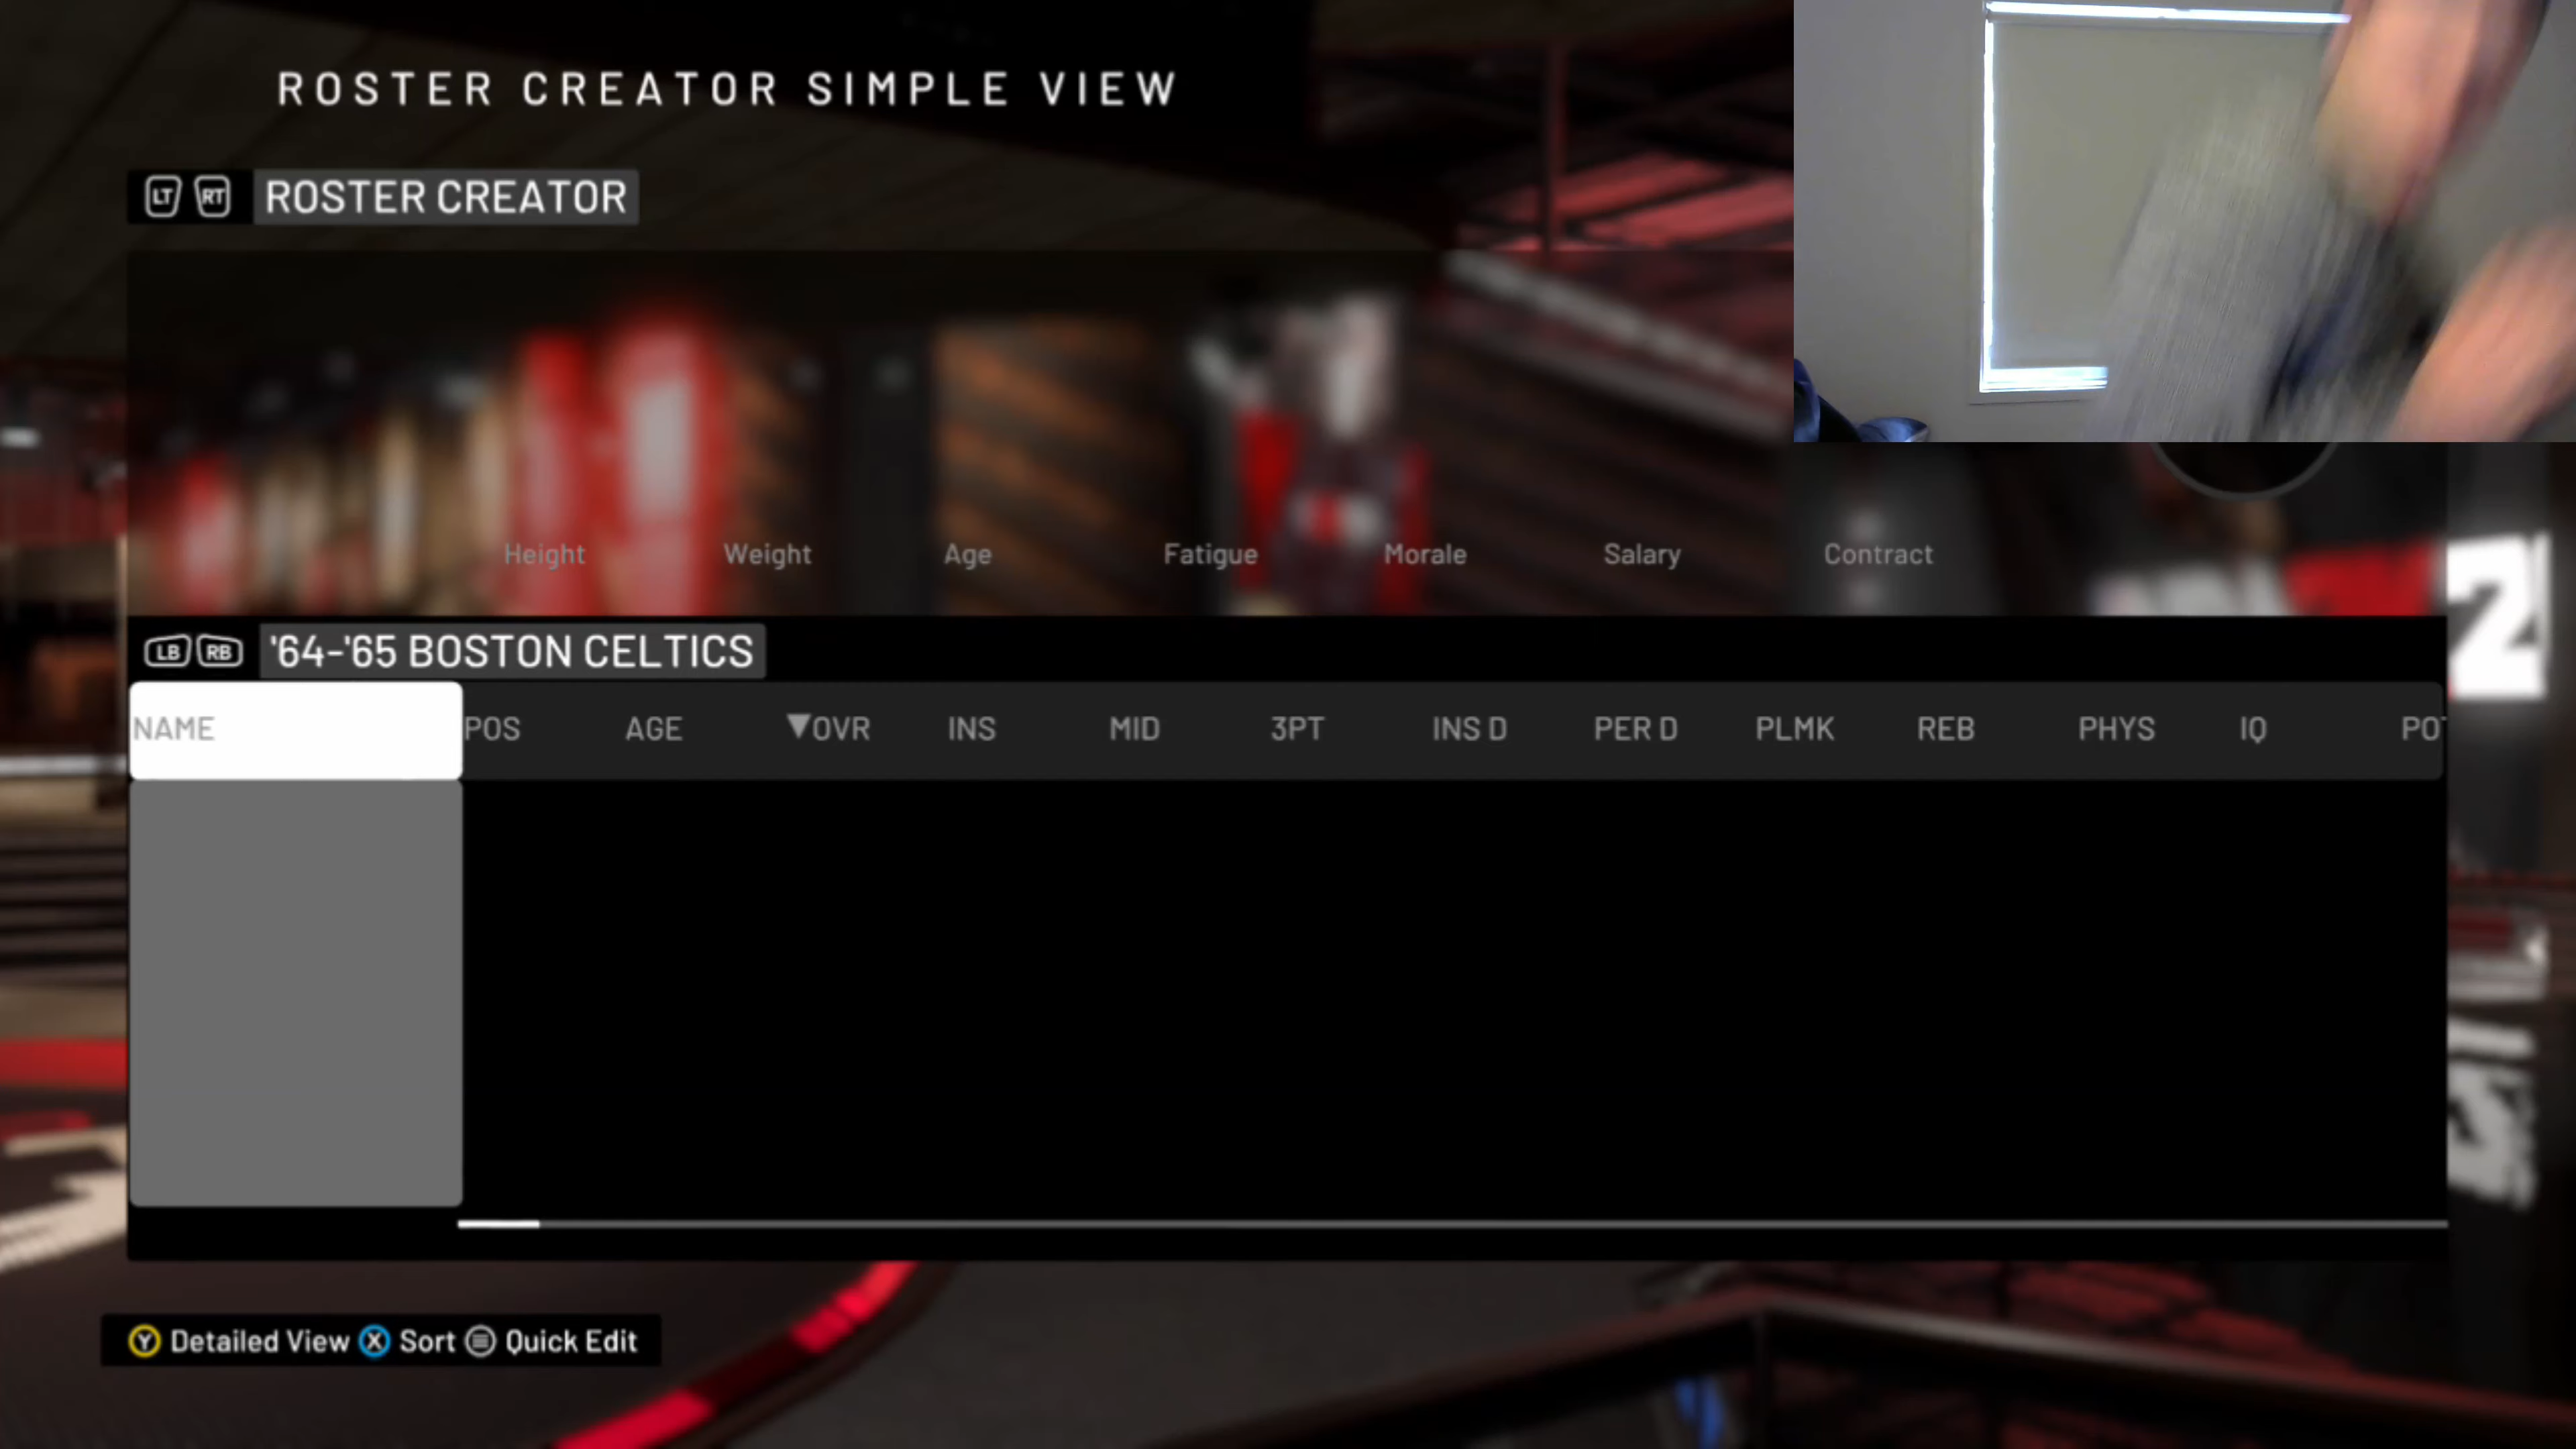 ROSTER CREATOR SIMPLE VIEW
LT RT ROSTER CREATOR
Height Weight Age Fatigue Morale Salary Contract
LB RB '64-'65 BOSTON CELTICS
NAME POS AGE ▼OVR INS MID 3PT INS D PER D PLMK REB PHYS IQ POT
Y Detailed View X Sort Quick Edit